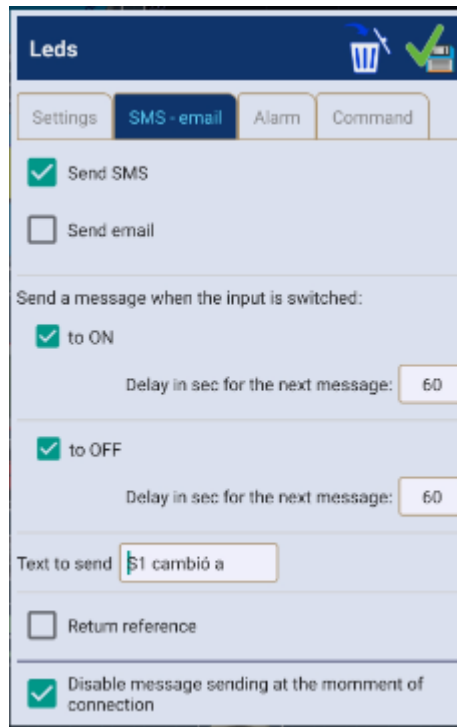 Leds
Settings SMS - email Alarm Command
Send SMS
Send email
Send a message when the input is switched:
to ON
Delay in sec for the next message: 60
to OFF
Delay in sec for the next message: 60
Text to send S1 cambió a
Return reference
Disable message sending at the momment of
connection